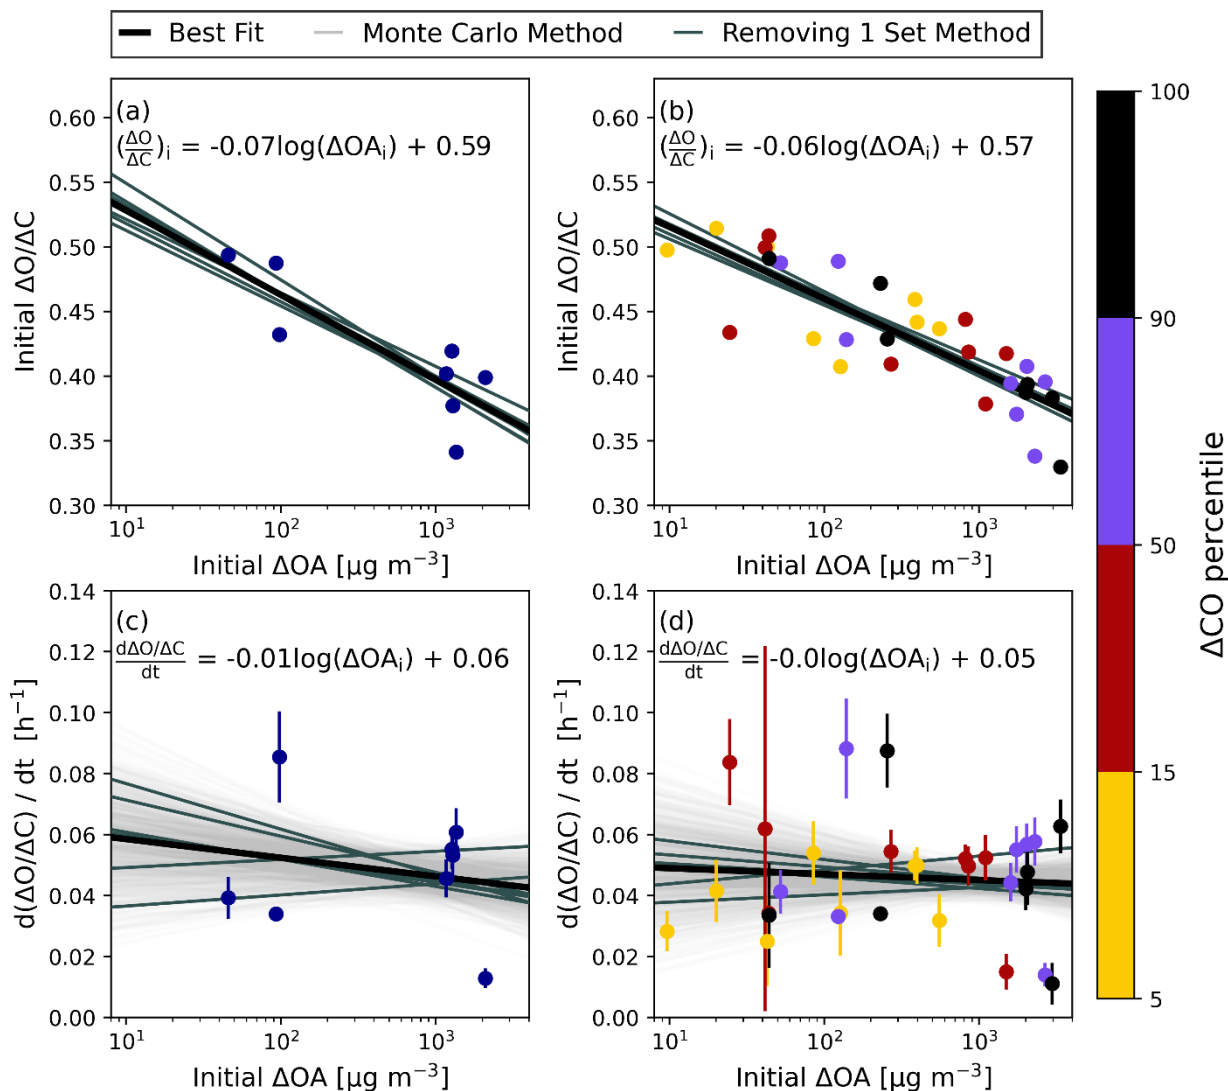 Best Fit Monte Carlo Method Removing 1 Set Method
(a)
(ΔO/ΔC)i = -0.07log(ΔOAi) + 0.59
0.60
0.55
0.50
0.45
0.40
0.35
0.30
Initial ΔO/ΔC
10¹ 10² 10³
Initial ΔOA [μg m⁻³]
(b)
(ΔO/ΔC)i = -0.06log(ΔOAi) + 0.57
0.60
0.55
0.50
0.45
0.40
0.35
0.30
Initial ΔO/ΔC
10¹ 10² 10³
Initial ΔOA [μg m⁻³]
(c)
dΔO/ΔC/dt = -0.01log(ΔOAi) + 0.06
0.14
0.12
0.10
0.08
0.06
0.04
0.02
0.00
d(ΔO/ΔC) / dt [h⁻¹]
10¹ 10² 10³
Initial ΔOA [μg m⁻³]
(d)
dΔO/ΔC/dt = -0.0log(ΔOAi) + 0.05
0.14
0.12
0.10
0.08
0.06
0.04
0.02
0.00
d(ΔO/ΔC) / dt [h⁻¹]
10¹ 10² 10³
Initial ΔOA [μg m⁻³]
100
90
50
15
5
ΔCO percentile